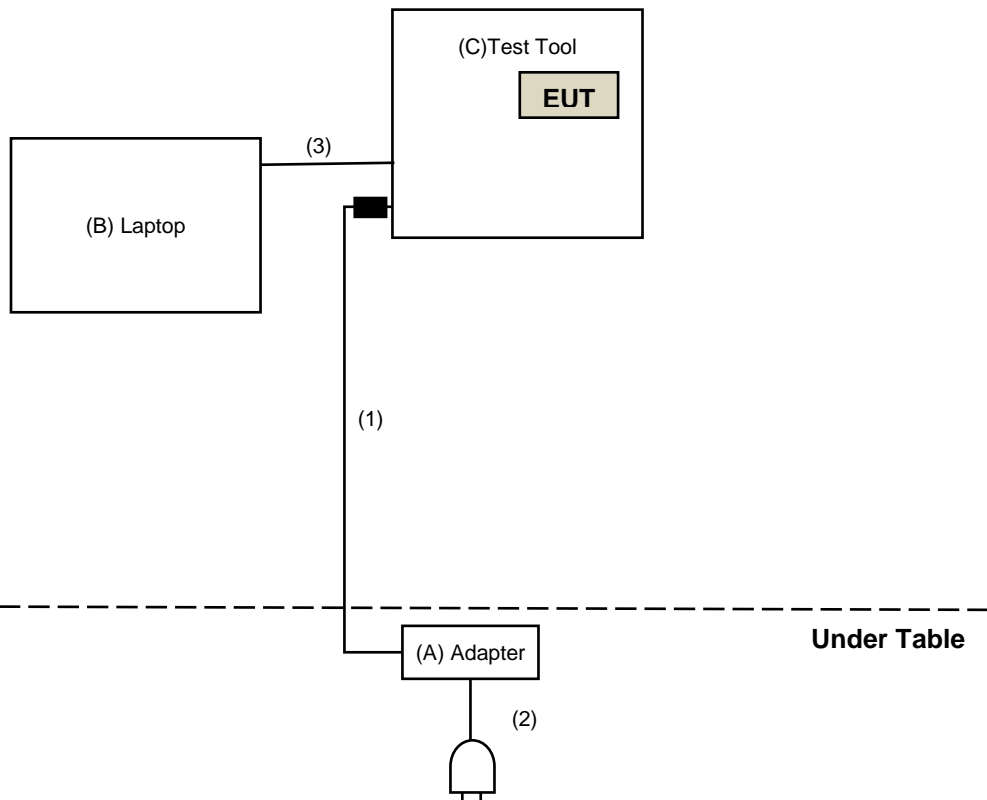 (C)Test Tool
EUT
(3)
(B) Laptop
(1)
Under Table
(A) Adapter
(2)